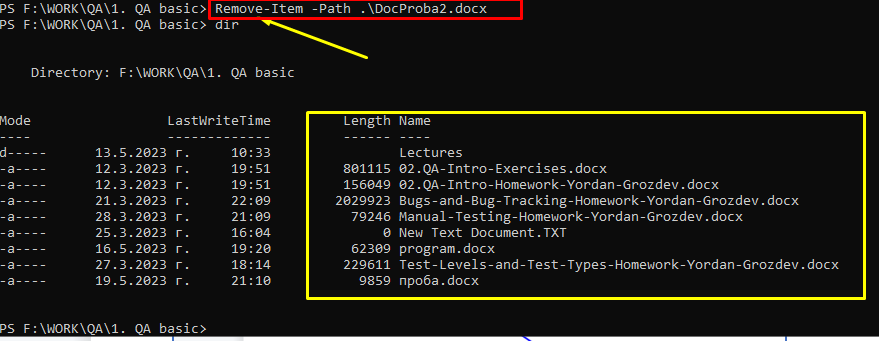 PS F:\WORK\QA\1. QA basic> Remove-Item -Path .\DocProba2.docx
PS F:\WORK\QA\1. QA basic> dir
Directory: F:\WORK\QA\1. QA basic
Mode LastWriteTime Length Name
---- ------------- ------ ----
d----- 13.5.2023 г. 10:33 Lectures
-a---- 12.3.2023 г. 19:51 801115 02.QA-Intro-Exercises.docx
-a---- 12.3.2023 г. 19:51 156049 02.QA-Intro-Homework-Yordan-Grozdev.docx
-a---- 21.3.2023 г. 22:09 2029923 Bugs-and-Bug-Tracking-Homework-Yordan-Grozdev.docx
-a---- 28.3.2023 г. 21:09 79246 Manual-Testing-Homework-Yordan-Grozdev.docx
-a---- 25.3.2023 г. 16:04 0 New Text Document.TXT
-a---- 16.5.2023 г. 19:20 62309 program.docx
-a---- 27.3.2023 г. 18:14 229611 Test-Levels-and-Test-Types-Homework-Yordan-Grozdev.docx
-a---- 19.5.2023 г. 21:10 9859 проба.docx
PS F:\WORK\QA\1. QA basic>